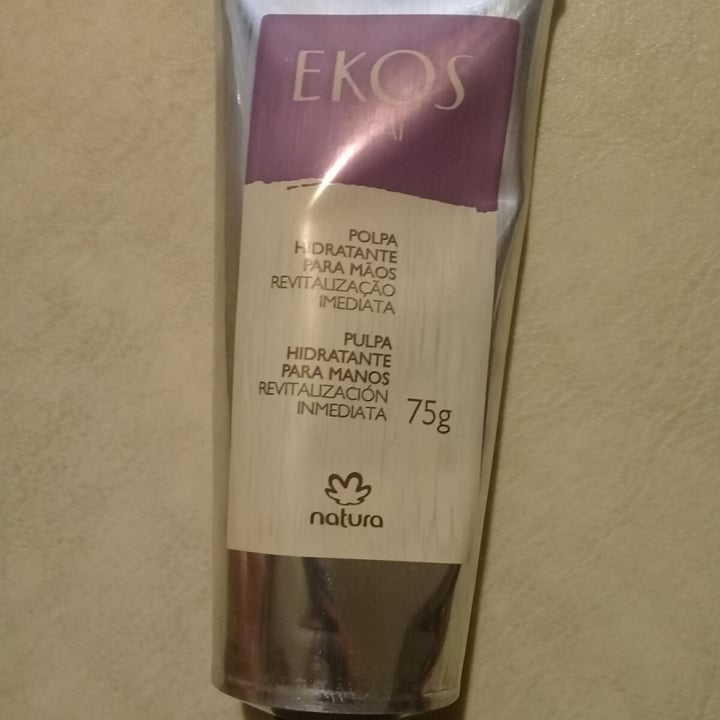 EKOS
POLPA
HIDRATANTE
PARA MÃOS
REVITALIZAÇÃO
IMEDIATA
PULPA
HIDRATANTE
PARA MANOS
REVITALIZACIÓN
INMEDIATA 75g
natura